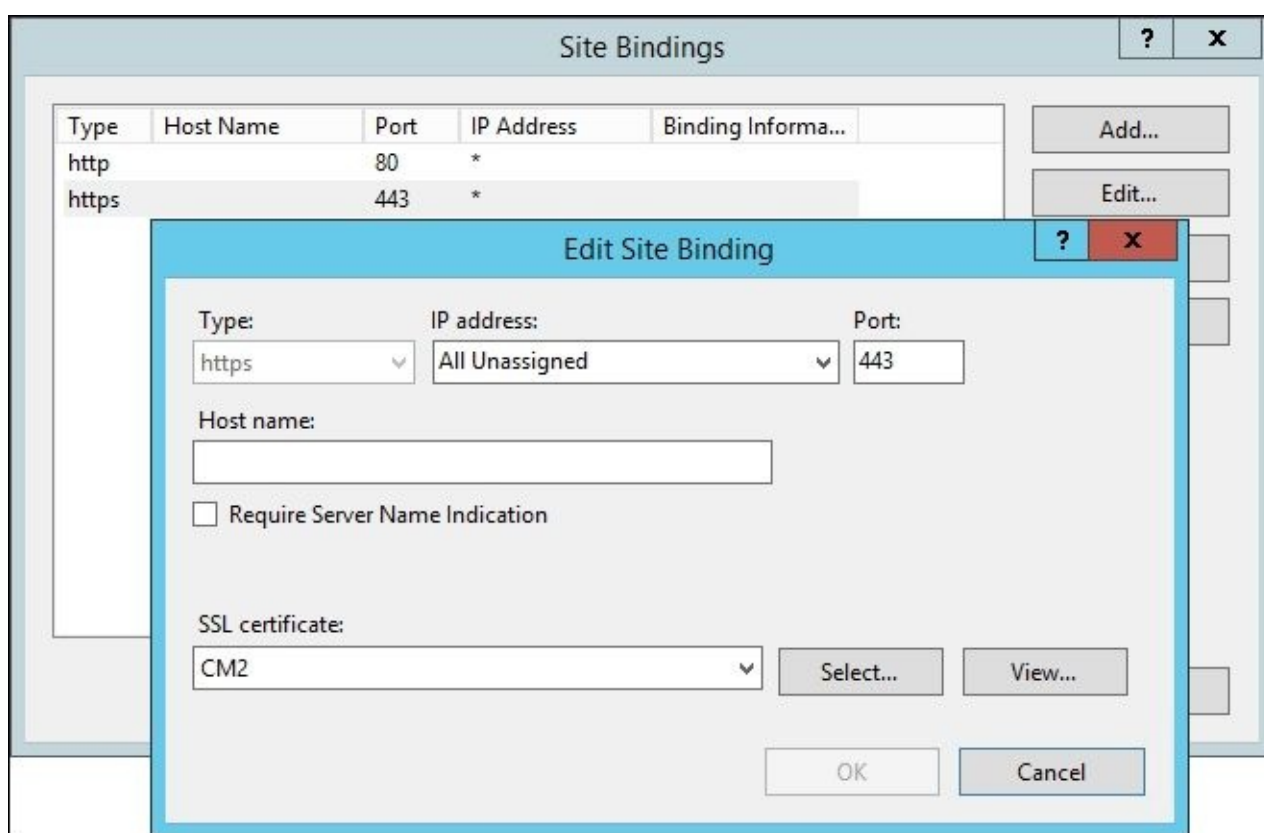 Site Bindings ? x
Type Host Name Port IP Address Binding Informa... Add...
http 80 *
https 443 * Edit...
Edit Site Binding ? x
Type: IP address: Port:
https All Unassigned 443
Host name:
Require Server Name Indication
SSL certificate:
CM2 Select... View...
OK Cancel